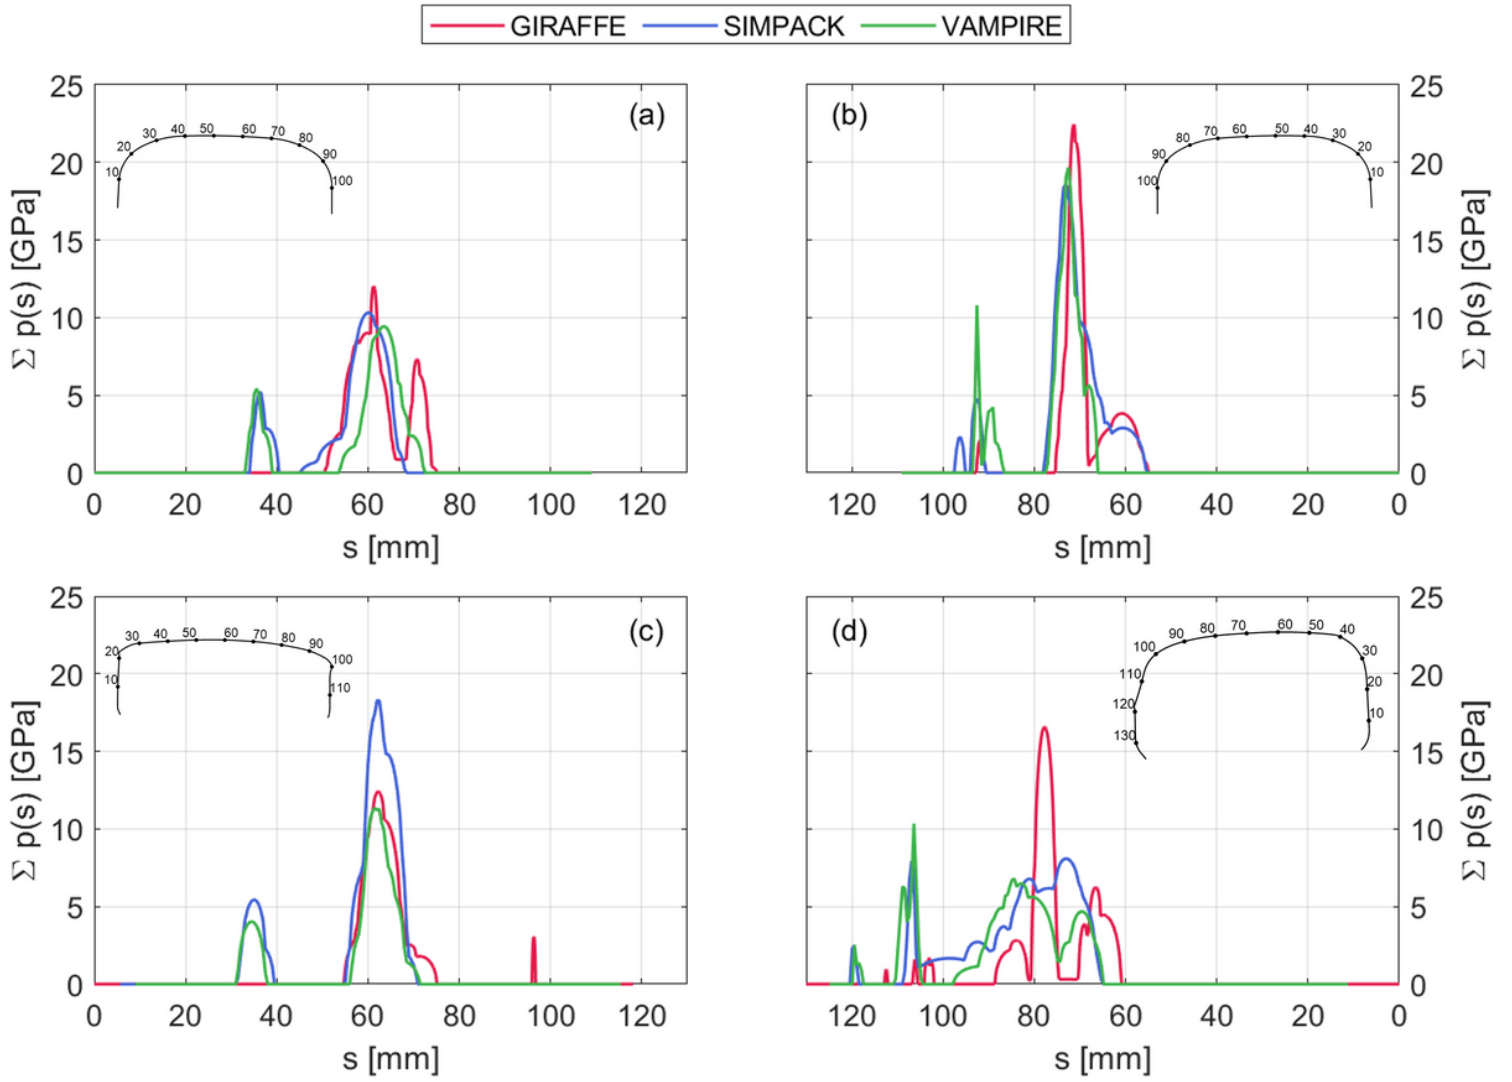 GIRAFFE SIMPACK VAMPIRE
25
20
15
10
5
0
Σ p(s) [GPa]
(a)
10 20 30 40 50 60 70 80 90 100
0 20 40 60 80 100 120
s [mm]
(b)
100 90 80 70 60 50 40 30 20 10
25
20
15
10
5
0
Σ p(s) [GPa]
120 100 80 60 40 20 0
s [mm]
25
20
15
10
5
0
Σ p(s) [GPa]
(c)
10 20 30 40 50 60 70 80 90 100 110
0 20 40 60 80 100 120
s [mm]
(d)
130 120 110 100 90 80 70 60 50 40 30 20 10
25
20
15
10
5
0
Σ p(s) [GPa]
120 100 80 60 40 20 0
s [mm]